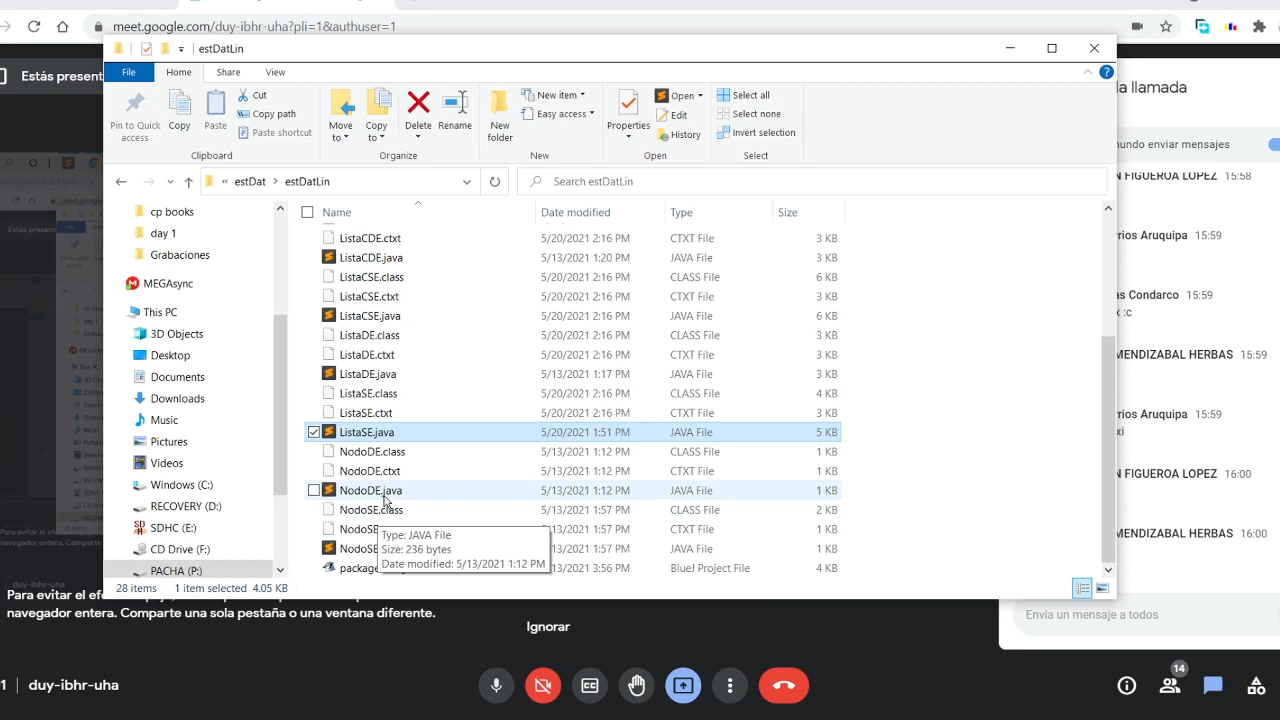 meet.google.com/duy-ibhr-uha?pli=1&authuser=1
estDatLin
Estás present
File Home Share View
la llamada
Pin to Quick access
Copy
Paste
Cut
Copy path
Paste shortcut
Clipboard
Move to
Copy to
Delete
Rename
Organize
New folder
New item
Easy access
New
Properties
Open
Edit
History
Open
Select all
Select none
Invert selection
Select
mundo enviar mensajes
estDat > estDatLin
Search estDatLin
cp books
day 1
Grabaciones
MEGAsync
This PC
3D Objects
Desktop
Documents
Downloads
Music
Pictures
Videos
Windows (C:)
RECOVERY (D:)
SDHC (E:)
CD Drive (F:)
PACHA (P:)
Name Date modified Type Size
ListaCDE.ctxt 5/20/2021 2:16 PM CTXT File 3 KB
ListaCDE.java 5/13/2021 1:20 PM JAVA File 3 KB
ListaCSE.class 5/20/2021 2:16 PM CLASS File 6 KB
ListaCSE.ctxt 5/20/2021 2:16 PM CTXT File 3 KB
ListaCSE.java 5/20/2021 2:16 PM JAVA File 6 KB
ListaDE.class 5/20/2021 2:16 PM CLASS File 3 KB
ListaDE.ctxt 5/20/2021 2:16 PM CTXT File 3 KB
ListaDE.java 5/13/2021 1:17 PM JAVA File 3 KB
ListaSE.class 5/20/2021 2:16 PM CLASS File 4 KB
ListaSE.ctxt 5/20/2021 2:16 PM CTXT File 3 KB
ListaSE.java 5/20/2021 1:51 PM JAVA File 5 KB
NodoDE.class 5/13/2021 1:12 PM CLASS File 1 KB
NodoDE.ctxt 5/13/2021 1:12 PM CTXT File 1 KB
NodoDE.java 5/13/2021 1:12 PM JAVA File 1 KB
NodoSE.class 5/13/2021 1:57 PM CLASS File 2 KB
NodoSE 5/13/2021 1:57 PM CTXT File 1 KB
NodoSE 5/13/2021 1:57 PM JAVA File 1 KB
package 5/13/2021 3:56 PM BlueJ Project File 4 KB
Type: JAVA File
Size: 236 bytes
Date modified: 5/13/2021 1:12 PM
28 items 1 item selected 4.05 KB
N FIGUEROA LOPEZ 15:58
rios Aruquipa 15:59
as Condarco 15:59
x :c
MENDIZABAL HERBAS 15:59
rios Aruquipa 15:59
xi
N FIGUEROA LOPEZ 16:00
MENDIZABAL HERBAS 16:00
Para evitar el efe
navegador entera. Comparte una sola pestaña o una ventana diferente.
Ignorar
Envía un mensaje a todos
duy-ibhr-uha
14